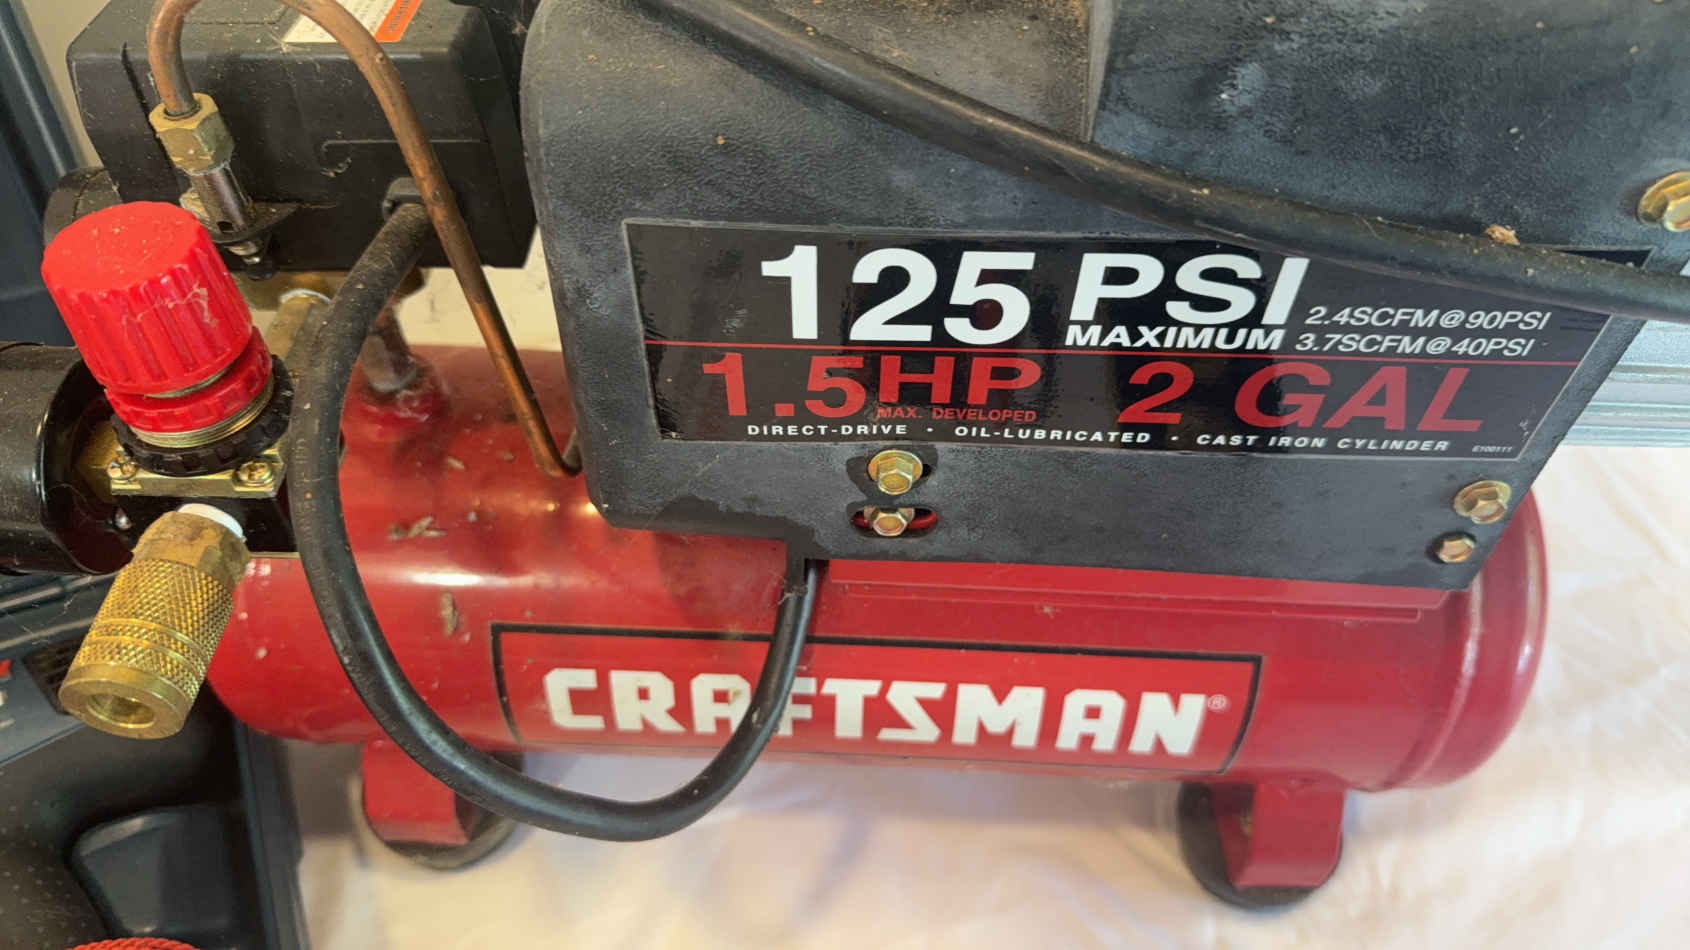 125 PSI
MAXIMUM
2.4SCFM@90PSI
3.7SCFM@40PSI
1.5HP 2 GAL
MAX. DEVELOPED
DIRECT-DRIVE • OIL-LUBRICATED • CAST IRON CYLINDER
E100111
CRAFTSMAN®